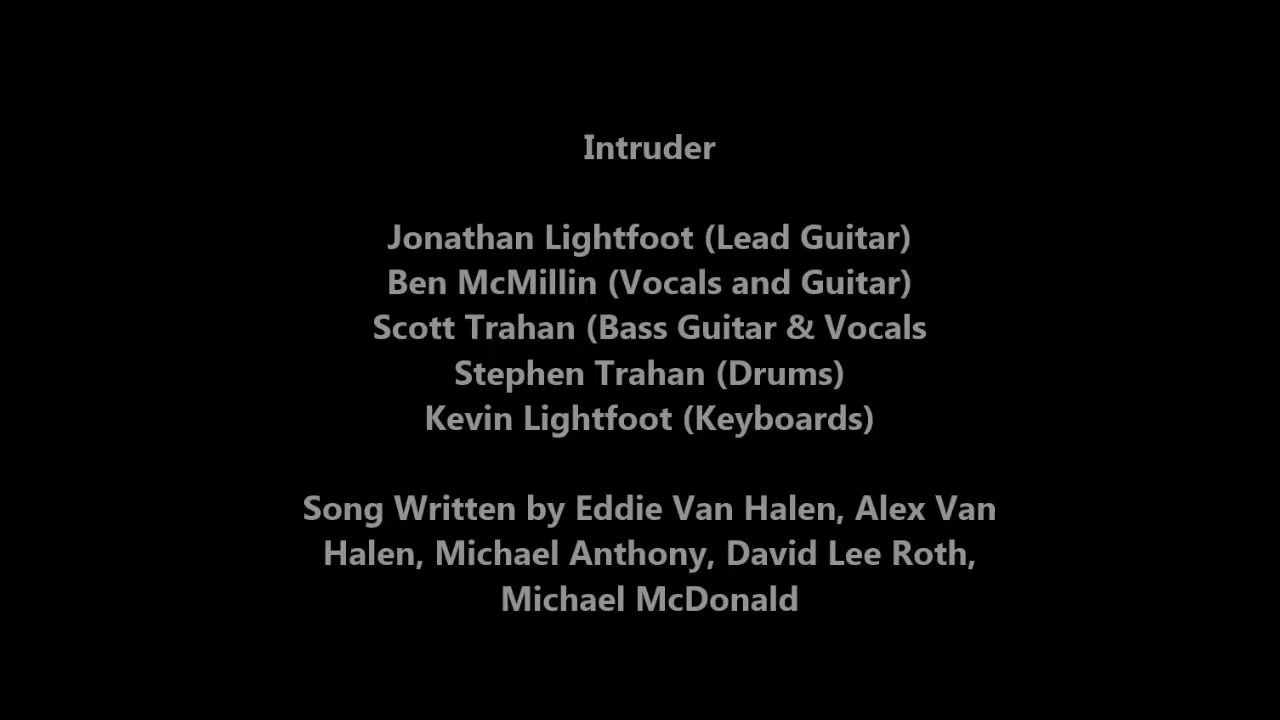 Intruder
Jonathan Lightfoot (Lead Guitar)
Ben McMillin (Vocals and Guitar)
Scott Trahan (Bass Guitar & Vocals
Stephen Trahan (Drums)
Kevin Lightfoot (Keyboards)
Song Written by Eddie Van Halen, Alex Van
Halen, Michael Anthony, David Lee Roth,
Michael McDonald